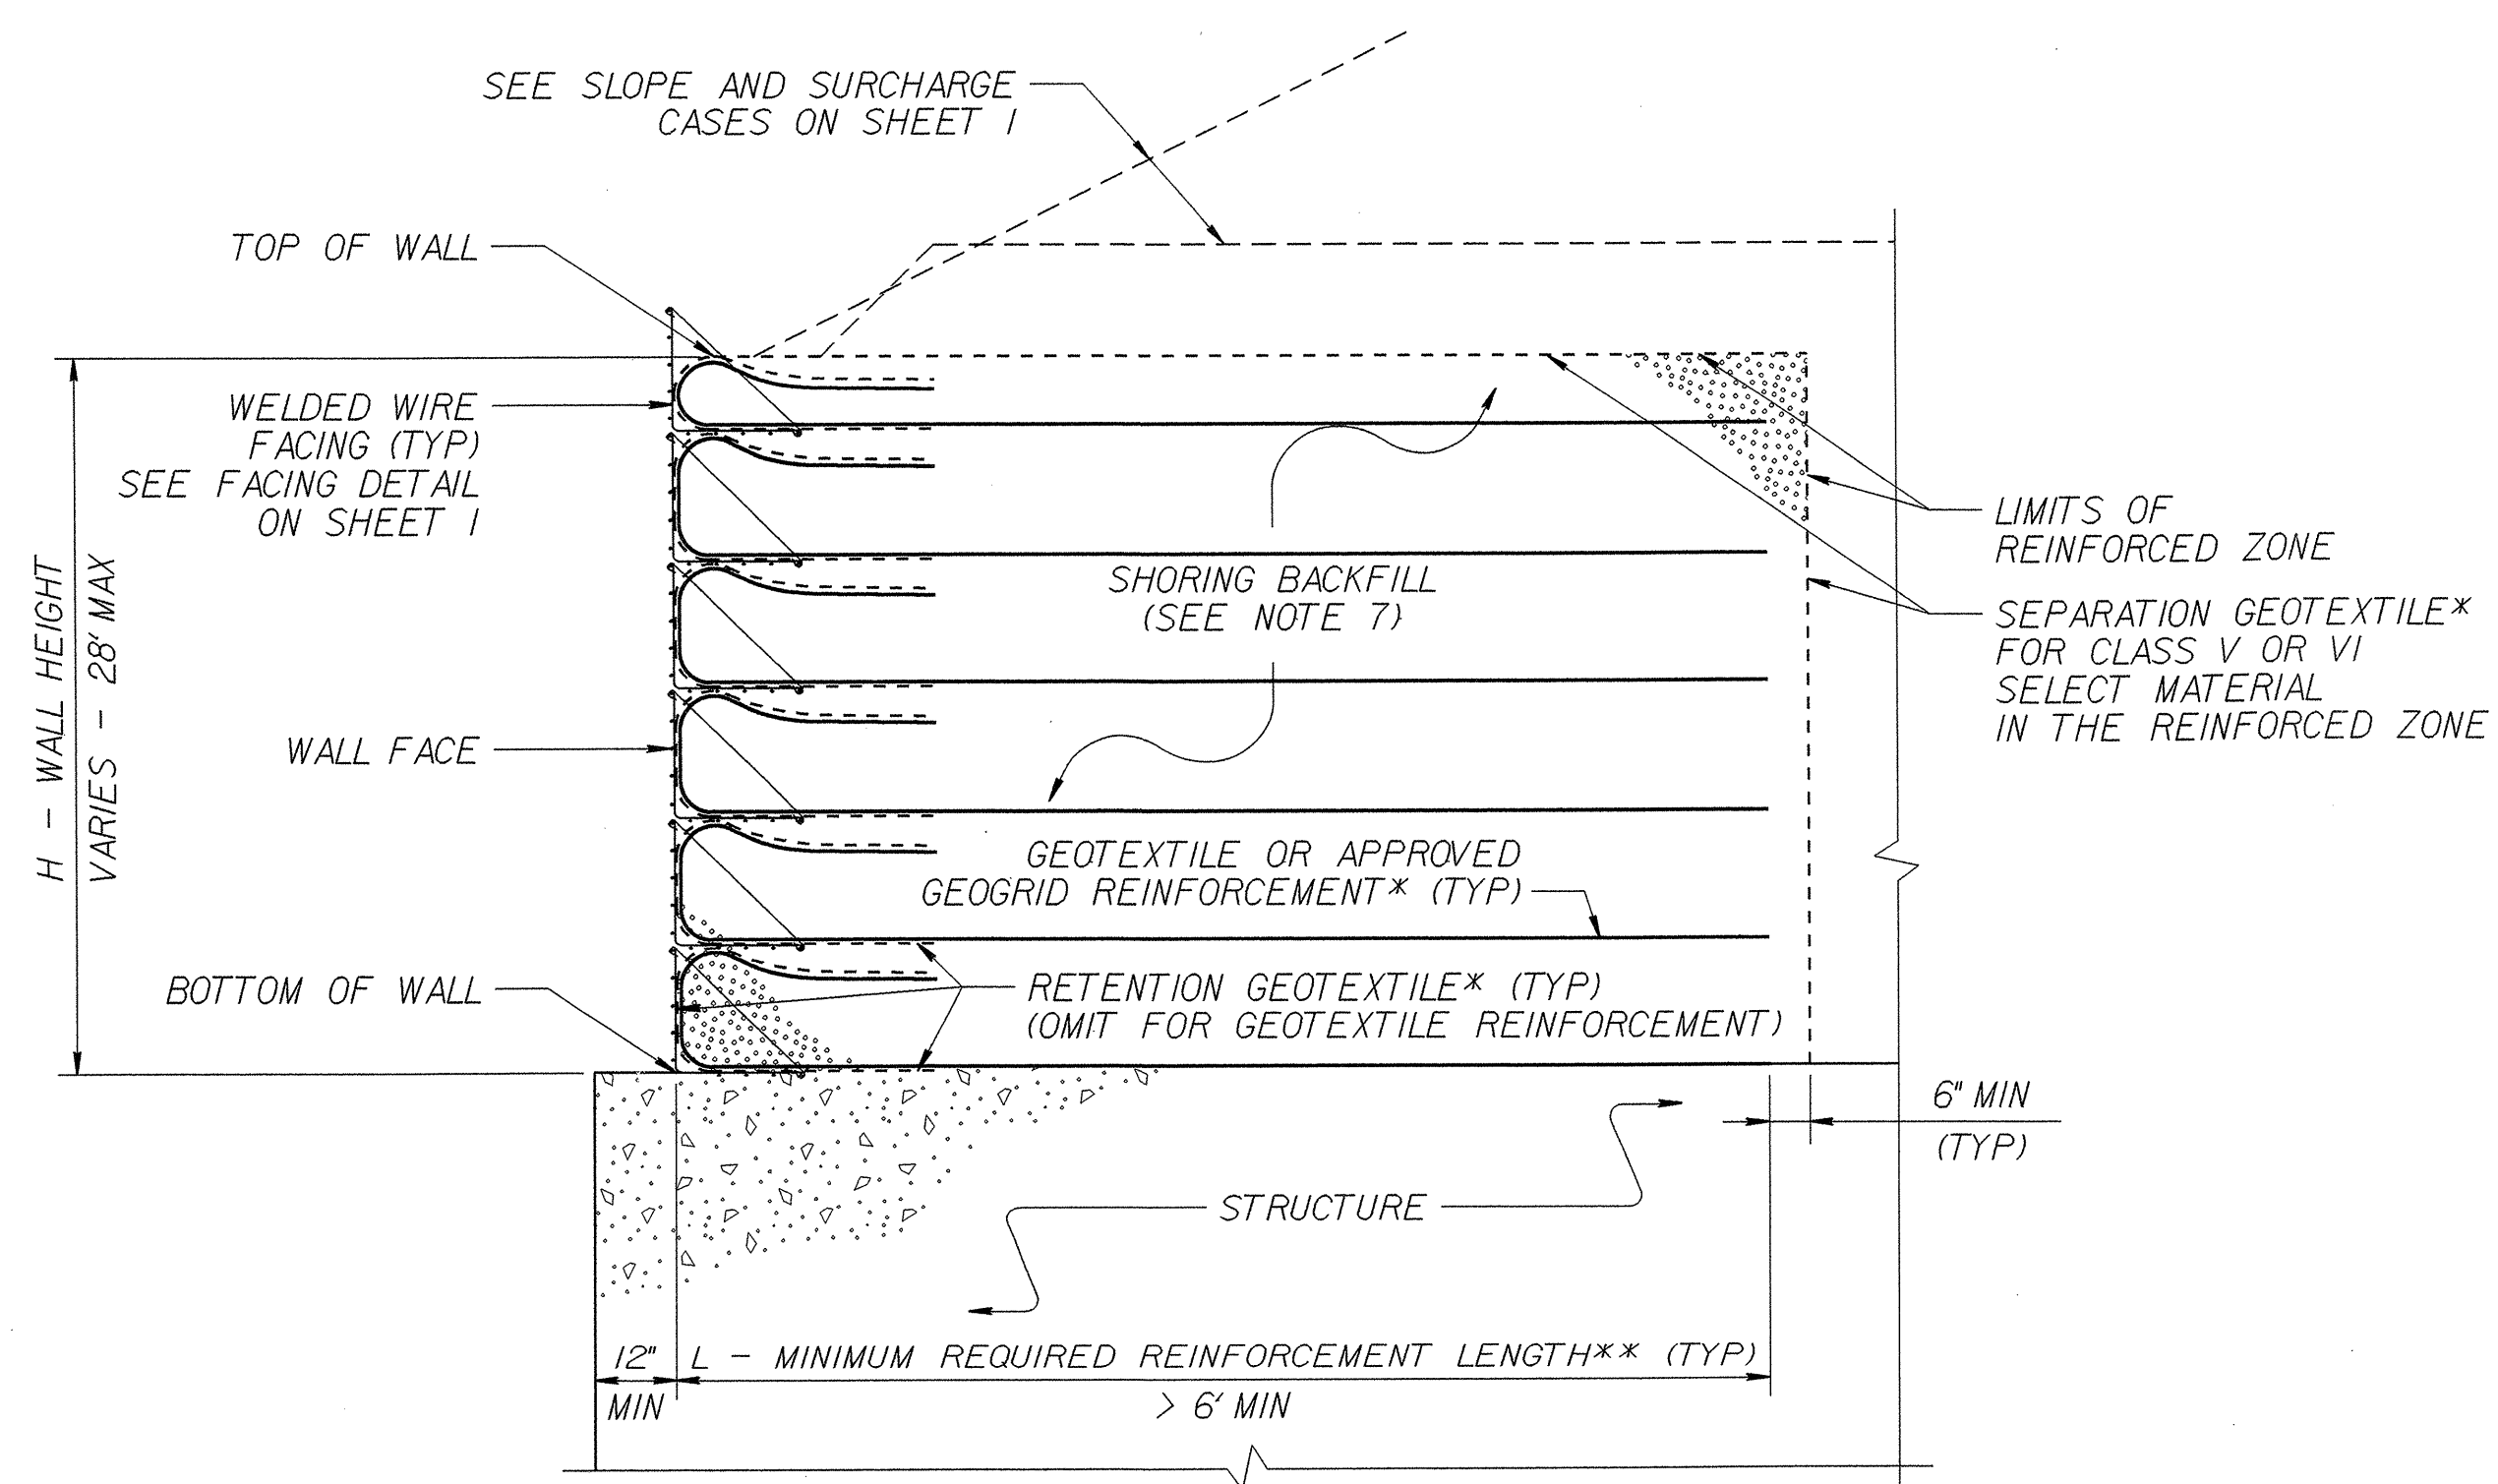 SEE SLOPE AND SURCHARGE
CASES ON SHEET 1
TOP OF WALL
WELDED WIRE
FACING (TYP)
SEE FACING DETAIL
ON SHEET 1
H - WALL HEIGHT
VARIES - 28' MAX
WALL FACE
BOTTOM OF WALL
SHORING BACKFILL
(SEE NOTE 7)
LIMITS OF
REINFORCED ZONE
SEPARATION GEOTEXTILE*
FOR CLASS V OR VI
SELECT MATERIAL
IN THE REINFORCED ZONE
GEOTEXTILE OR APPROVED
GEOGRID REINFORCEMENT* (TYP)
RETENTION GEOTEXTILE* (TYP)
(OMIT FOR GEOTEXTILE REINFORCEMENT)
6" MIN
(TYP)
STRUCTURE
12"
MIN
L - MINIMUM REQUIRED REINFORCEMENT LENGTH** (TYP)
> 6' MIN